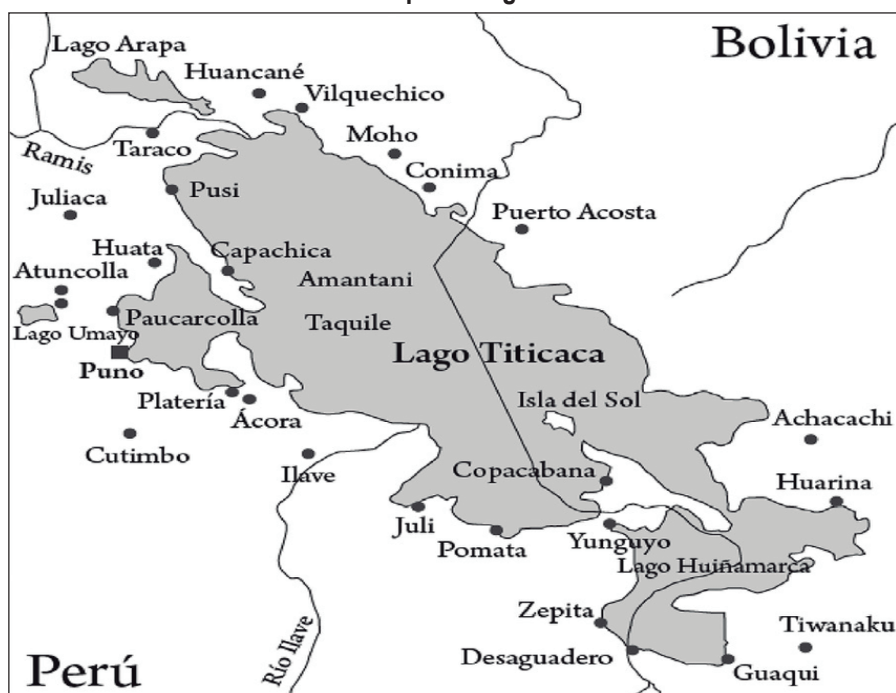 Lago Arapa
Bolivia
Huancané
Vilquechico
Moho
Taraco
Ramis
Conima
Pusi
Juliaca
Puerto Acosta
Huata
Capachica
Atuncolla
Amantani
Paucarcolla
Taquile
Lago Umayo
Lago Titicaca
Puno
Platería
Isla del Sol
Ácora
Achacachi
Cutimbo
Ilave
Copacabana
Huarina
Juli
Pomata
Yunguyo
Lago Huiñamarca
Zepita
Tiwanaku
Río Ilave
Desaguadero
Guaqui
Perú